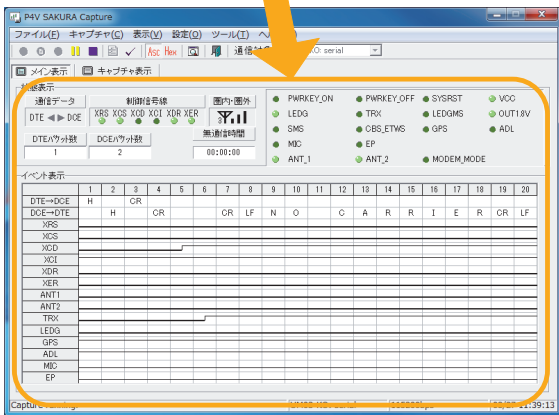 P4V SAKURA Capture
ファイル(F) キャプチャ(C) 表示(V) 設定(O) ツール(T)
Asc Hex 通信 KO: serial
メイン表示 キャプチャ表示
状態表示
通信データ 制御信号線 圏内・圏外
DTE ◀ ▶ DCE XRS XCS XCD XCI XDR XER
DTEバッファ数 DCEバッファ数 無通信時間
1 2 00:00:00
PWRKEY_ON PWRKEY_OFF SYSRST VCC
LEDG TRX LEDGMS OUT1.8V
SMS CBS_ETWS GPS ADL
MIC EP
ANT_1 ANT_2 MODEM_MODE
イベント表示
1 2 3 4 5 6 7 8 9 10 11 12 13 14 15 16 17 18 19 20
DTE→DCE H CR
DCE→DTE H CR CR LF N O C A R R I E R CR LF
XRS
XCS
XCD
XCI
XDR
XER
ANT1
ANT2
TRX
LEDG
GPS
ADL
MIC
EP
Capture running. 11:39:13